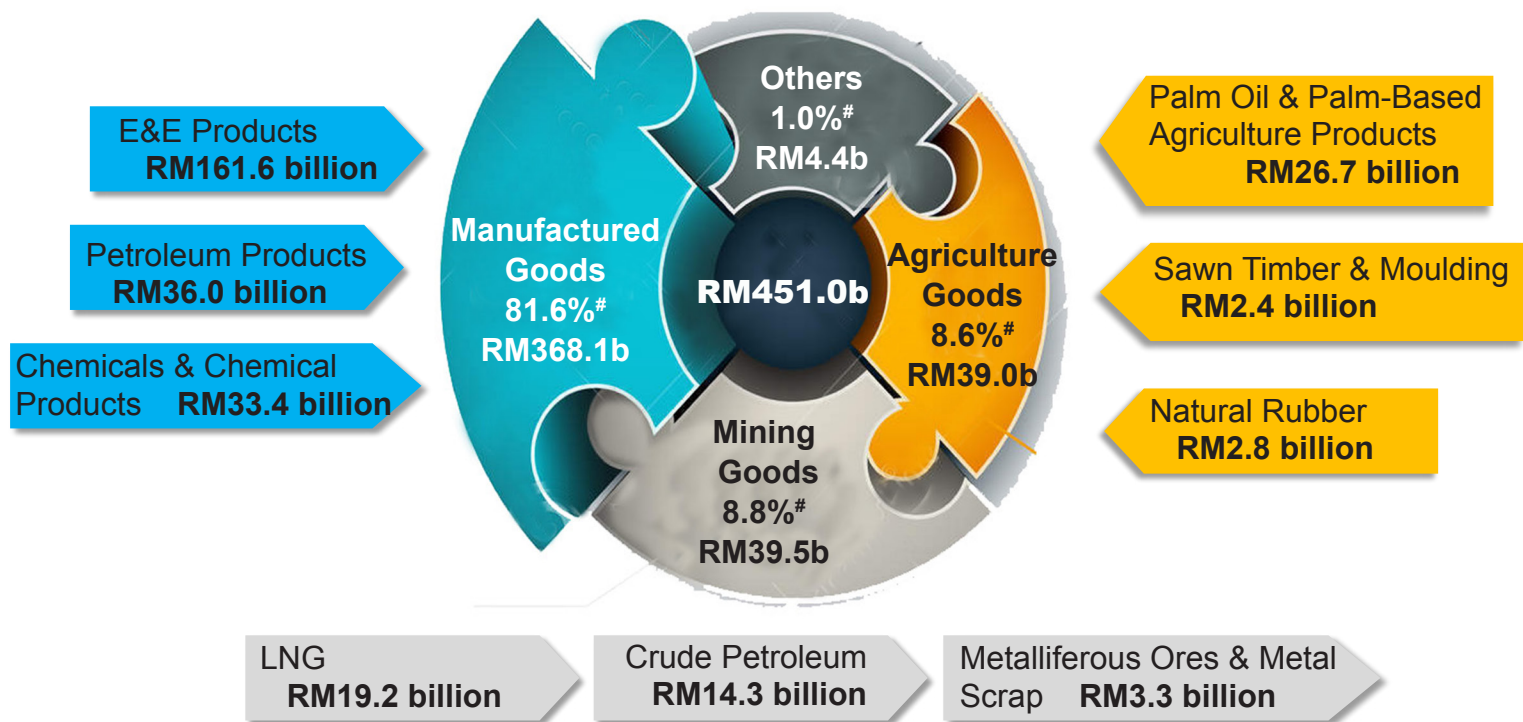 Others
1.0%#
RM4.4b
E&E Products
RM161.6 billion
Petroleum Products
RM36.0 billion
Chemicals & Chemical
Products RM33.4 billion
Manufactured
Goods
81.6%#
RM368.1b
RM451.0b
Agriculture
Goods
8.6%#
RM39.0b
Mining
Goods
8.8%#
RM39.5b
Palm Oil & Palm-Based
Agriculture Products
RM26.7 billion
Sawn Timber & Moulding
RM2.4 billion
Natural Rubber
RM2.8 billion
LNG
RM19.2 billion
Crude Petroleum
RM14.3 billion
Metalliferous Ores & Metal
Scrap RM3.3 billion